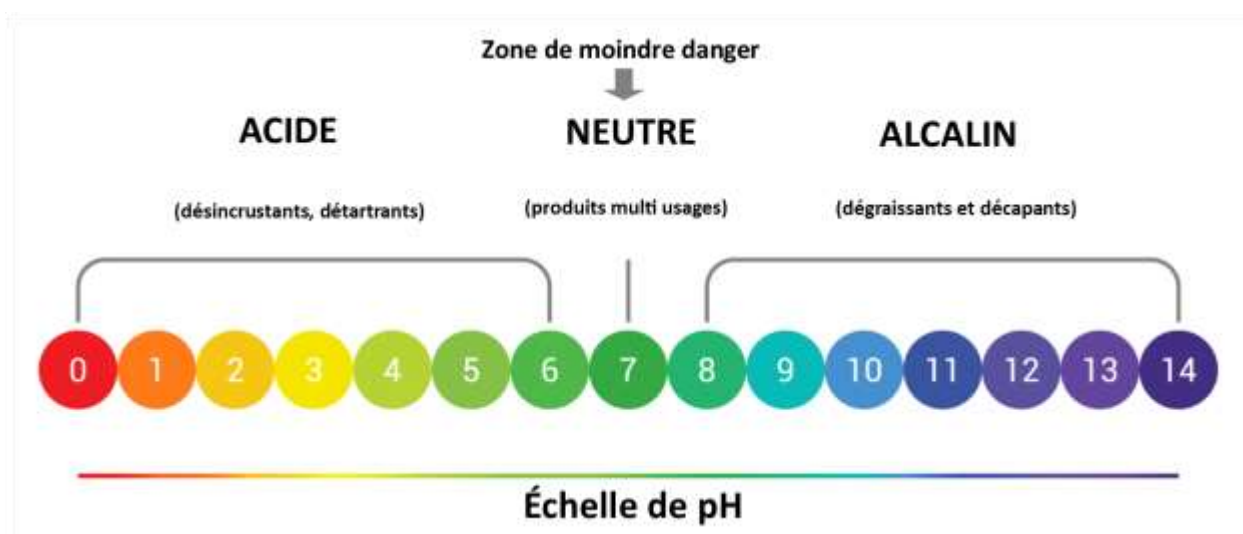 Zone de moindre danger
ACIDE NEUTRE ALCALIN
(désincrustants, détartrants) (produits multi usages) (dégraissants et décapants)
0 1 2 3 4 5 6 7 8 9 10 11 12 13 14
Échelle de pH